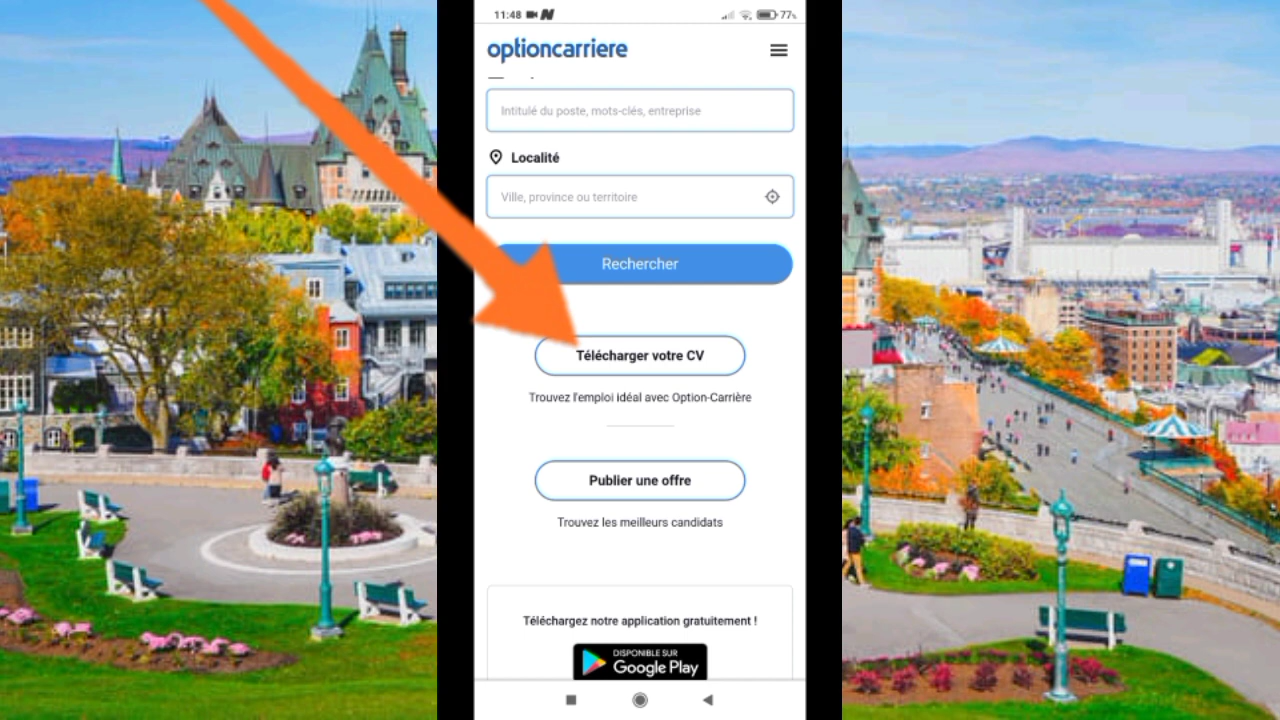 11:48
77%
optioncarriere
Intitulé du poste, mots-clés, entreprise
Localité
Ville, province ou territoire
Rechercher
Télécharger votre CV
Trouvez l'emploi idéal avec Option-Carrière
Publier une offre
Trouvez les meilleurs candidats
Téléchargez notre application gratuitement !
DISPONIBLE SUR
Google Play